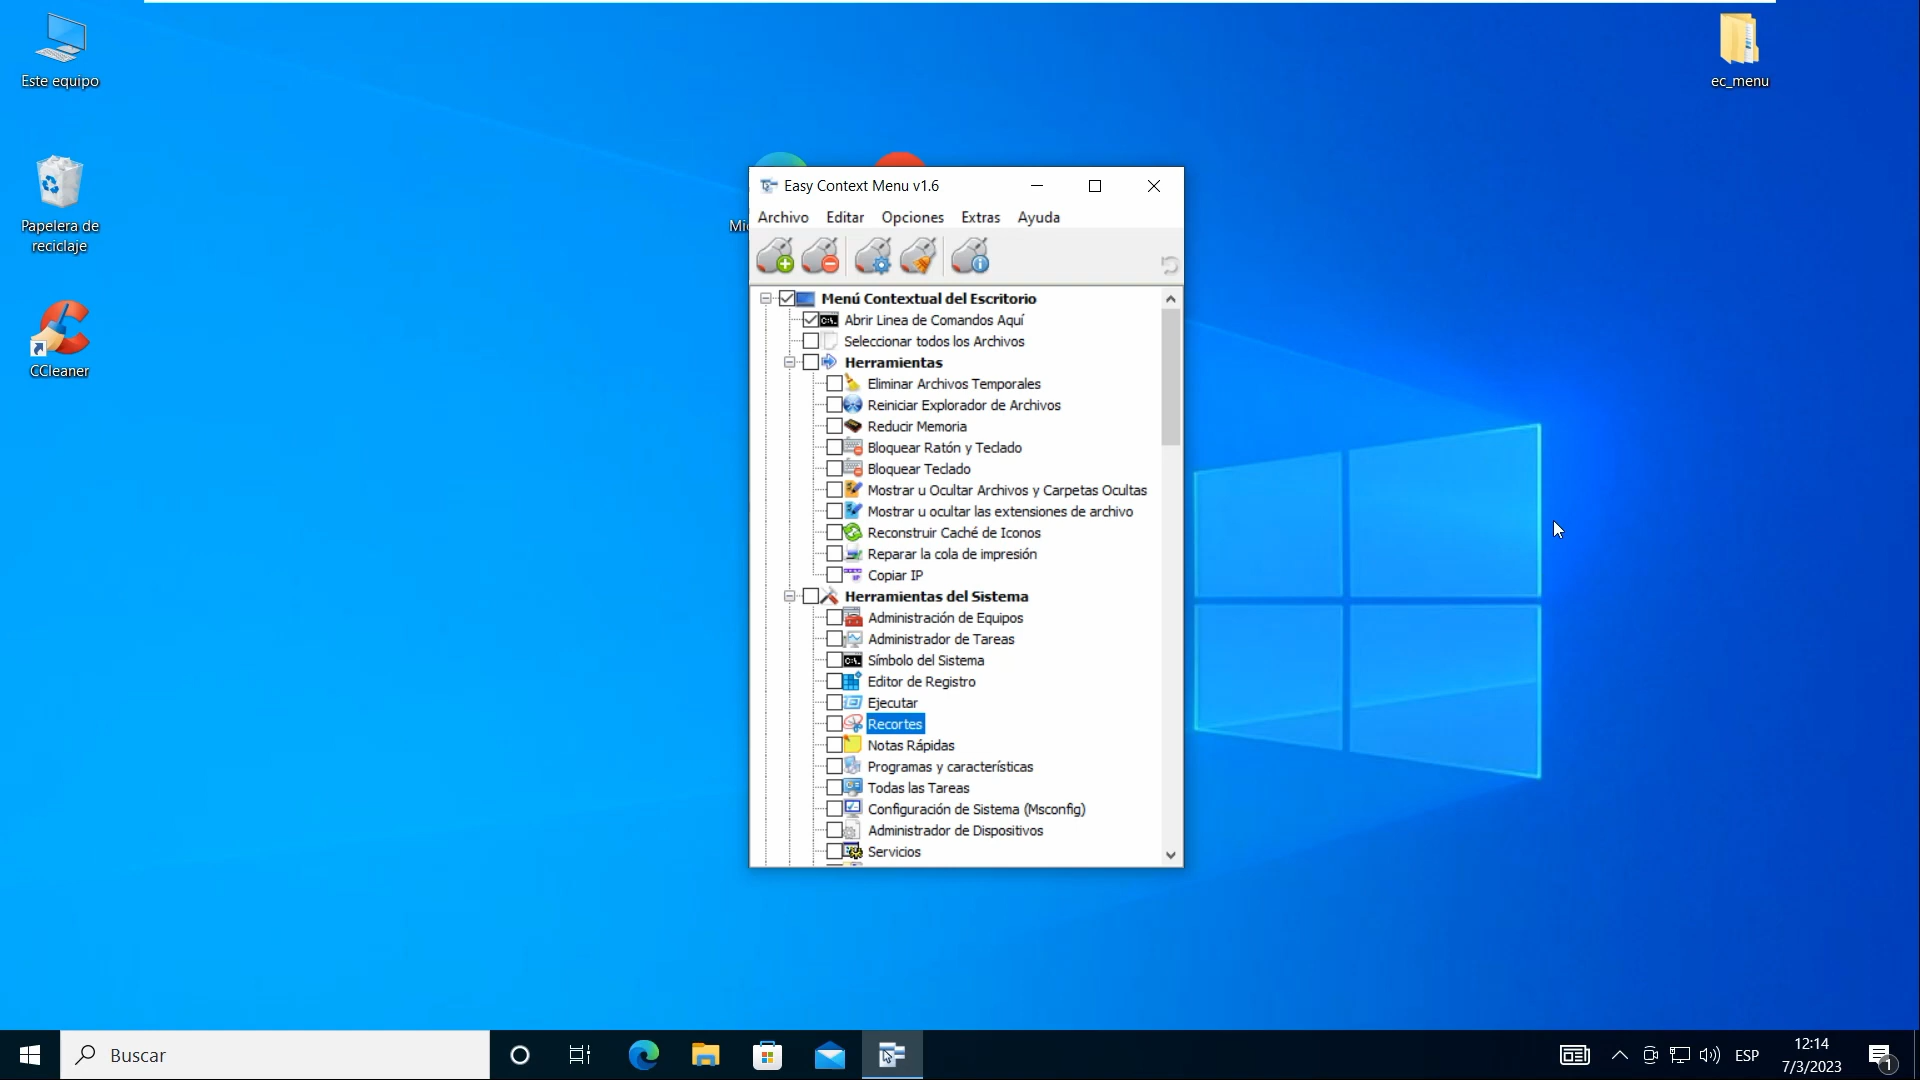 Este equipo
Papelera de
reciclaje
CCleaner
ec_menu
Easy Context Menu v1.6
Archivo Editar Opciones Extras Ayuda
Menú Contextual del Escritorio
Abrir Linea de Comandos Aquí
Seleccionar todos los Archivos
Herramientas
Eliminar Archivos Temporales
Reiniciar Explorador de Archivos
Reducir Memoria
Bloquear Ratón y Teclado
Bloquear Teclado
Mostrar u Ocultar Archivos y Carpetas Ocultas
Mostrar u ocultar las extensiones de archivo
Reconstruir Caché de Iconos
Reparar la cola de impresión
Copiar IP
Herramientas del Sistema
Administración de Equipos
Administrador de Tareas
Símbolo del Sistema
Editor de Registro
Ejecutar
Recortes
Notas Rápidas
Programas y características
Todas las Tareas
Configuración de Sistema (Msconfig)
Administrador de Dispositivos
Servicios
Buscar
ESP
12:14
7/3/2023
1